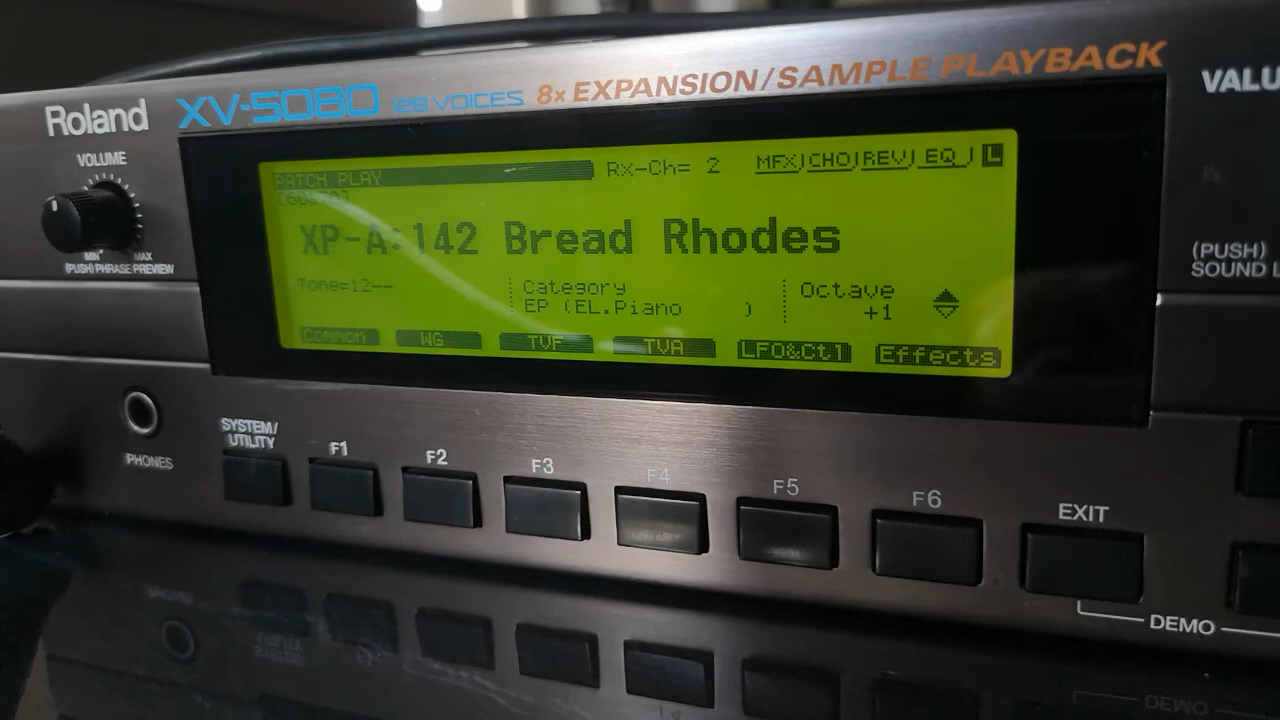 Roland XV-5080 128 VOICES 8x EXPANSION/SAMPLE PLAYBACK
VALU
VOLUME
MIN MAX
(PUSH) PHRASE PREVIEW
PATCH PLAY Rx-Ch= 2 MFX CHO REV EQ L
XP-A:142 Bread Rhodes
Tone=12-- Category Octave
EP (EL.Piano ) +1
Common WG TVF TVA LFO&Ctl Effects
(PUSH)
SOUND L
PHONES
SYSTEM/
UTILITY
F1 F2 F3 F4 F5 F6 EXIT
DEMO